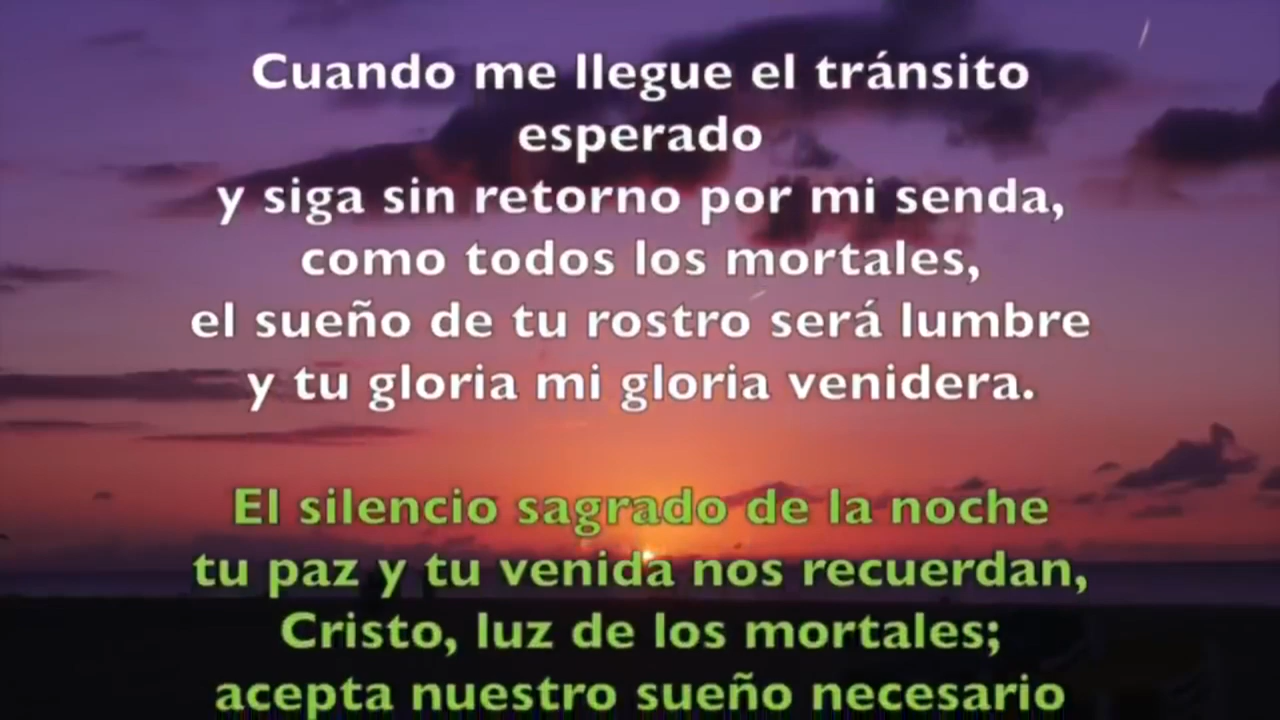 Cuando me llegue el tránsito
esperado
y siga sin retorno por mi senda,
como todos los mortales,
el sueño de tu rostro será lumbre
y tu gloria mi gloria venidera.
El silencio sagrado de la noche
tu paz y tu venida nos recuerdan,
Cristo, luz de los mortales;
acepta nuestro sueño necesario